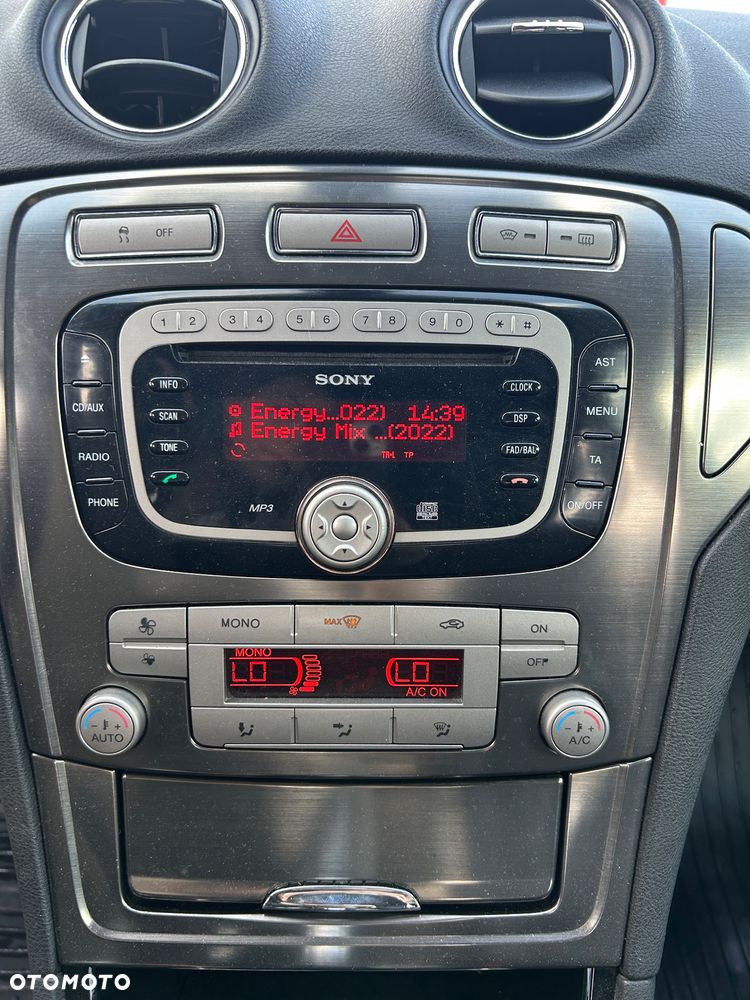 OFF
1 2 3 4 5 6 7 8 9 0 * #
SONY
INFO
CLOCK
AST
CD/AUX
SCAN
Energy...022) 14:39
DSP
MENU
RADIO
TONE
Energy Mix ...(2022)
FAD/BAL
TA
TA-L TP
PHONE
MP3
ON/OFF
MONO
MAX
ON
MONO
LO LO
A/C ON
OFF
AUTO
A/C
OTOMOTO